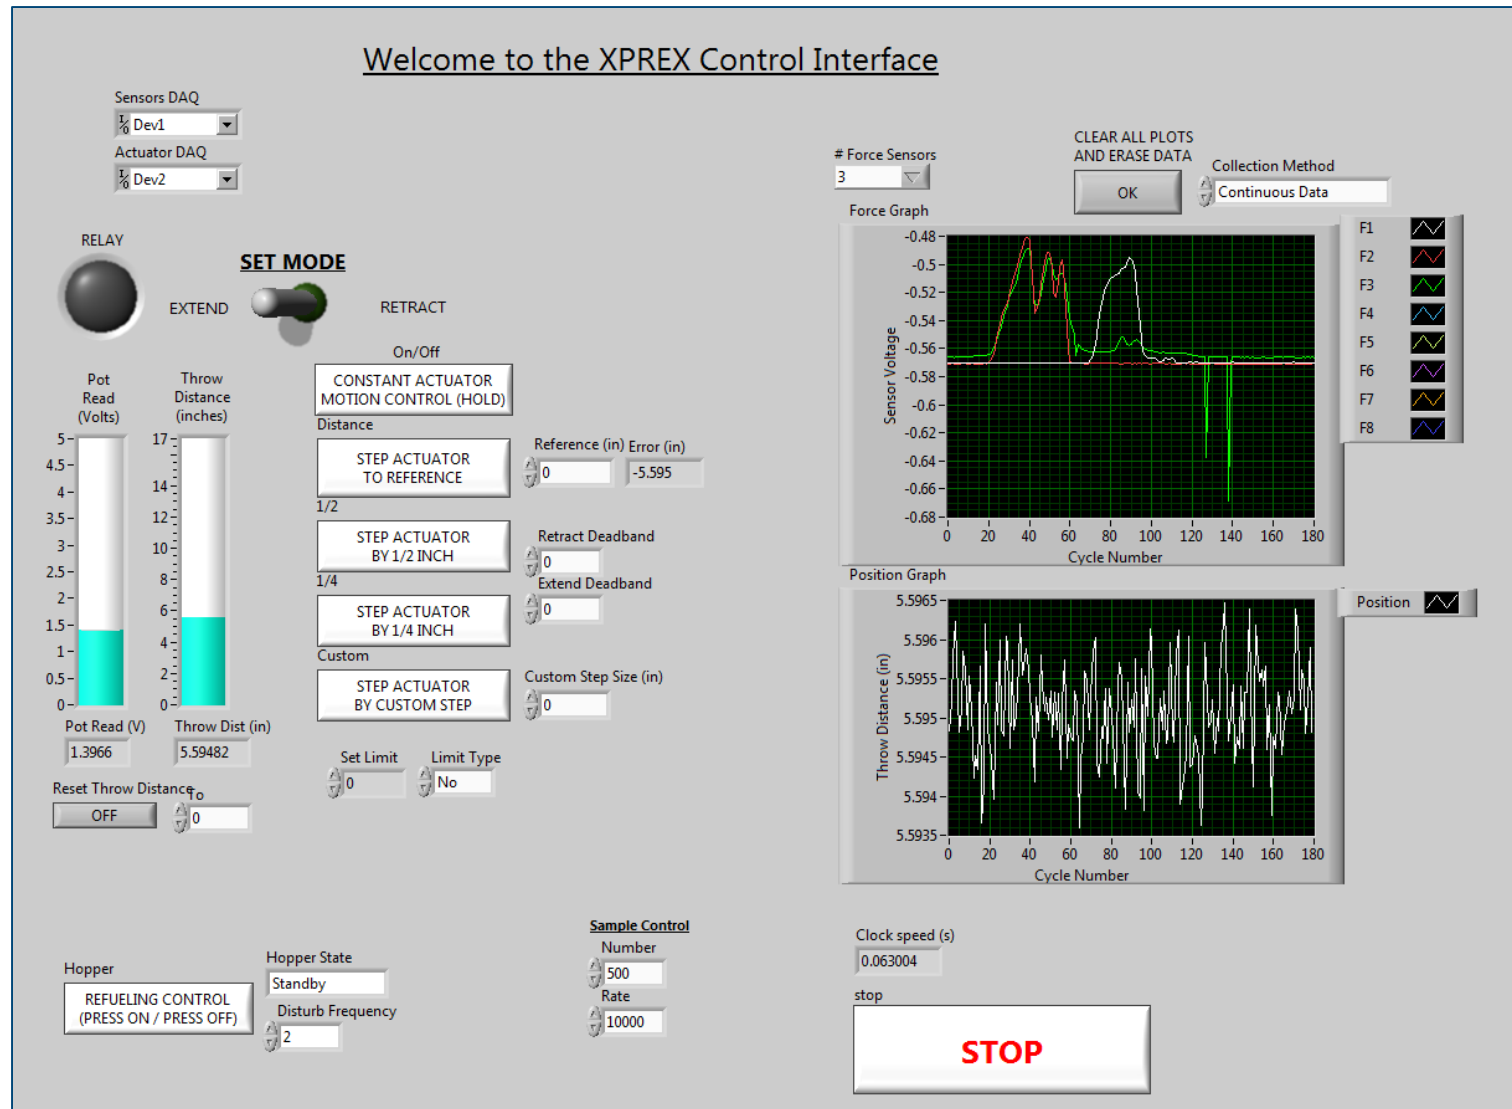 Welcome to the XPREX Control Interface
Sensors DAQ
Dev1
Actuator DAQ
Dev2
RELAY
SET MODE
EXTEND
RETRACT
Pot
Read
(Volts)
5
4.5
4
3.5
3
2.5
2
1.5
1
0.5
0
Pot Read (V)
1.3966
Throw
Distance
(inches)
17
14
12
10
8
6
4
2
0
Throw Dist (in)
5.59482
Reset Throw Distance
OFF
To
0
On/Off
CONSTANT ACTUATOR
MOTION CONTROL (HOLD)
Distance
STEP ACTUATOR
TO REFERENCE
Reference (in)
0
Error (in)
-5.595
1/2
STEP ACTUATOR
BY 1/2 INCH
Retract Deadband
0
Extend Deadband
0
1/4
STEP ACTUATOR
BY 1/4 INCH
Custom
STEP ACTUATOR
BY CUSTOM STEP
Custom Step Size (in)
0
Set Limit
0
Limit Type
No
# Force Sensors
3
CLEAR ALL PLOTS
AND ERASE DATA
OK
Collection Method
Continuous Data
Force Graph
Sensor Voltage
-0.48
-0.5
-0.52
-0.54
-0.56
-0.58
-0.6
-0.62
-0.64
-0.66
-0.68
0 20 40 60 80 100 120 140 160 180
Cycle Number
F1
F2
F3
F4
F5
F6
F7
F8
Position Graph
Throw Distance (in)
5.5965
5.596
5.5955
5.595
5.5945
5.594
5.5935
0 20 40 60 80 100 120 140 160 180
Cycle Number
Position
Hopper
REFUELING CONTROL
(PRESS ON / PRESS OFF)
Hopper State
Standby
Disturb Frequency
2
Sample Control
Number
500
Rate
10000
Clock speed (s)
0.063004
stop
STOP